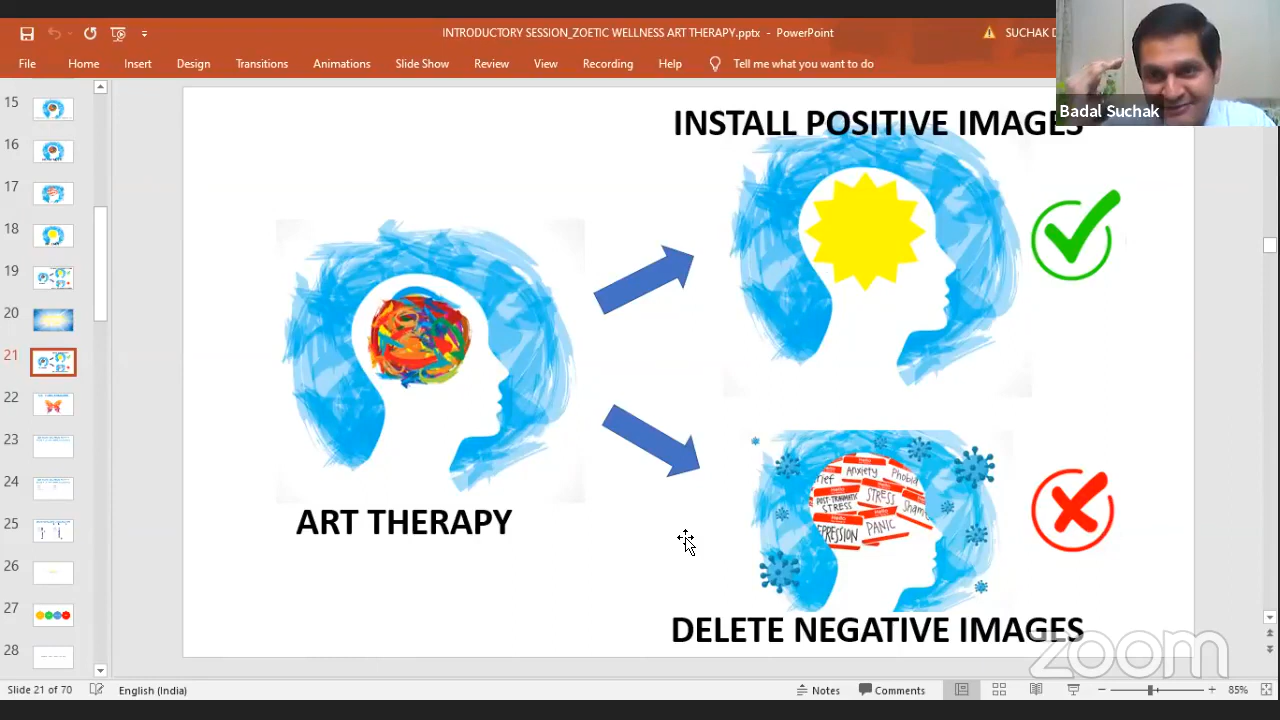 INTRODUCTORY SESSION_ZOETIC WELLNESS ART THERAPY.pptx - PowerPoint
SUCHAK D
File Home Insert Design Transitions Animations Slide Show Review View Recording Help Tell me what you want to do
Badal Suchak
15
16
17
18
19
20
21
22
23
24
25
26
27
28
INSTALL POSITIVE IMAGES
ART THERAPY
Anxiety
Phobia
POST-TRAUMATIC
STRESS
STRESS
Shame
PANIC
DELETE NEGATIVE IMAGES
zoom
Slide 21 of 70 English (India) Notes Comments 85%